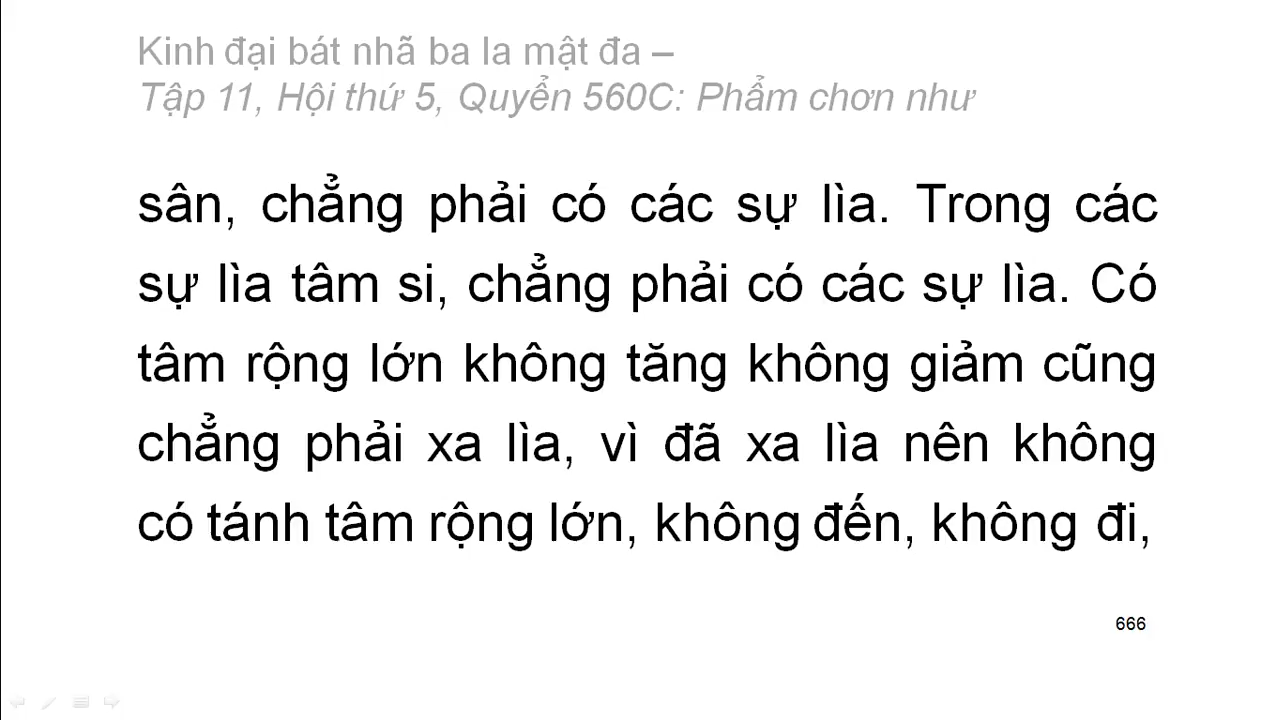 Kinh đại bát nhã ba la mật đa –
Tập 11, Hội thứ 5, Quyển 560C: Phẩm chơn như
sân, chẳng phải có các sự lìa. Trong các
sự lìa tâm si, chẳng phải có các sự lìa. Có
tâm rộng lớn không tăng không giảm cũng
chẳng phải xa lìa, vì đã xa lìa nên không
có tánh tâm rộng lớn, không đến, không đi,
666